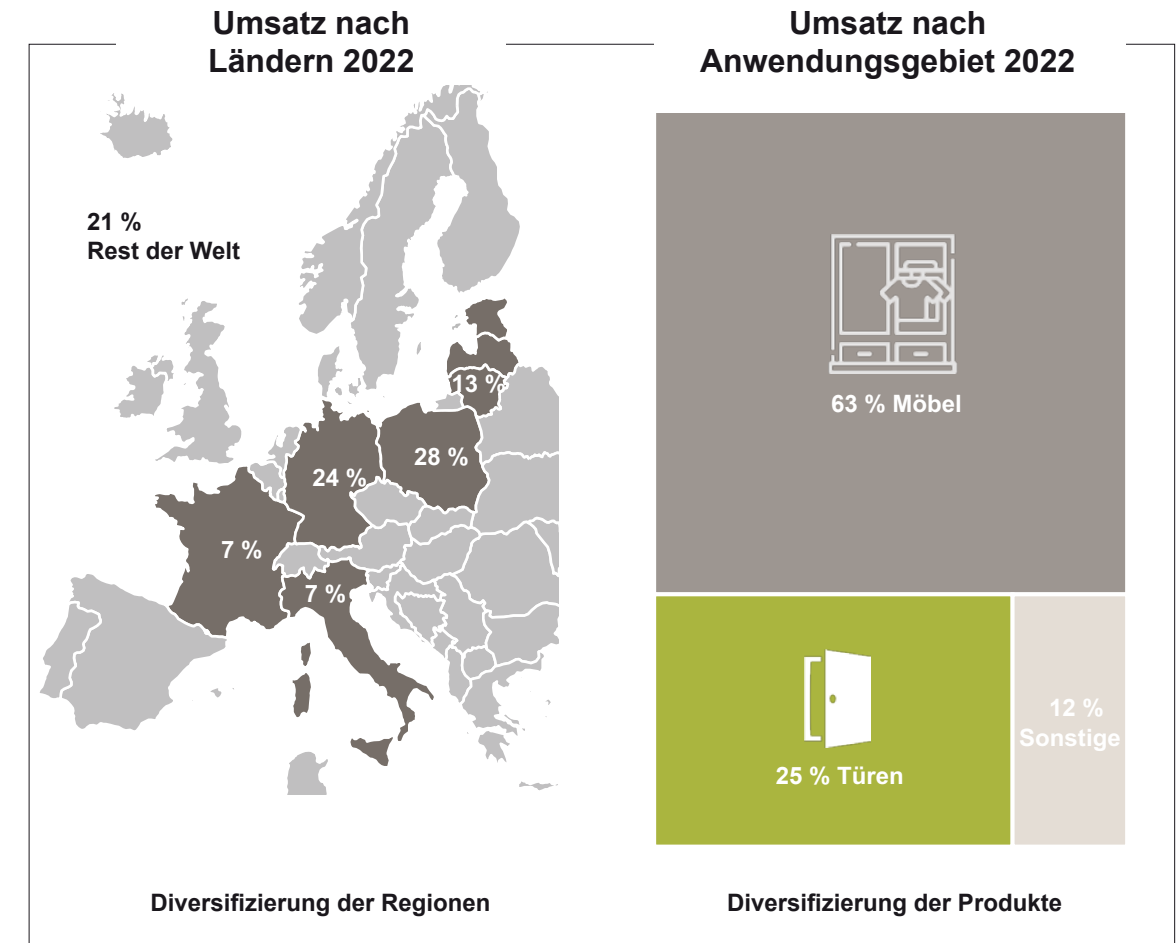 Umsatz nach
Ländern 2022
21 %
Rest der Welt
13 %
28 %
24 %
7 %
7 %
Diversifizierung der Regionen
Umsatz nach
Anwendungsgebiet 2022
63 % Möbel
25 % Türen
12 %
Sonstige
Diversifizierung der Produkte